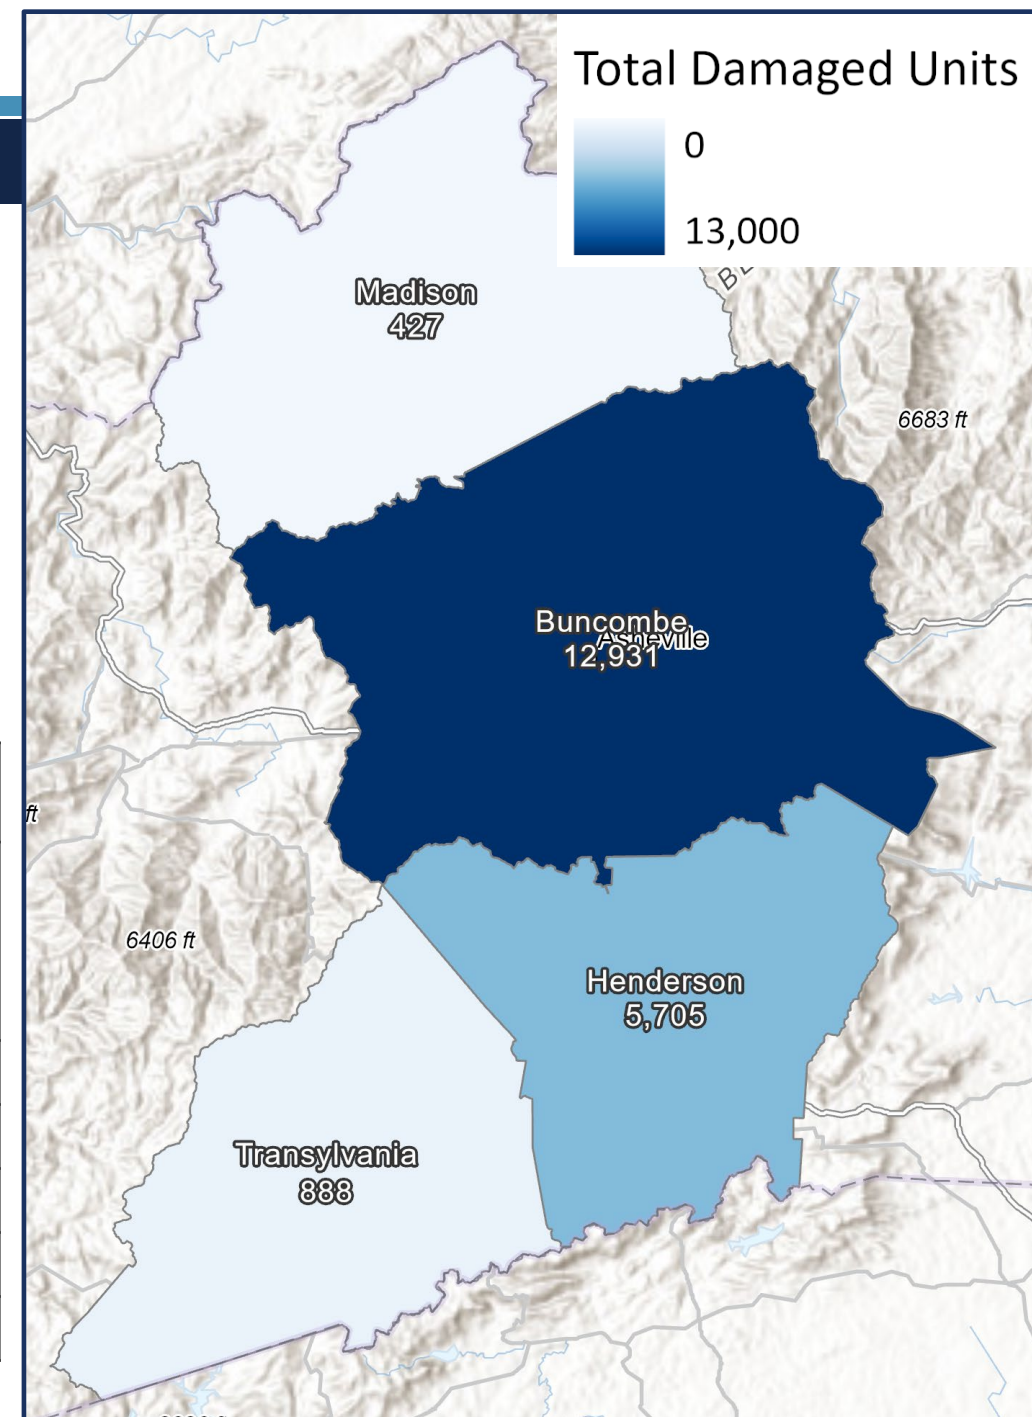 Total Damaged Units
0
13,000
Madison
427
6683 ft
Buncombe
Asheville
12,931
ft
6406 ft
Henderson
5,705
Transylvania
888